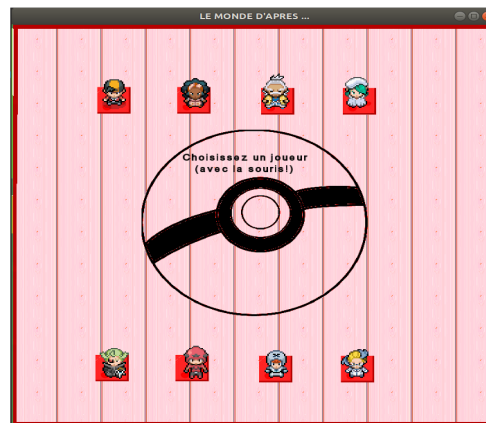 LE MONDE D'APRES ...
Choisissez un joueur
(avec la souris!)